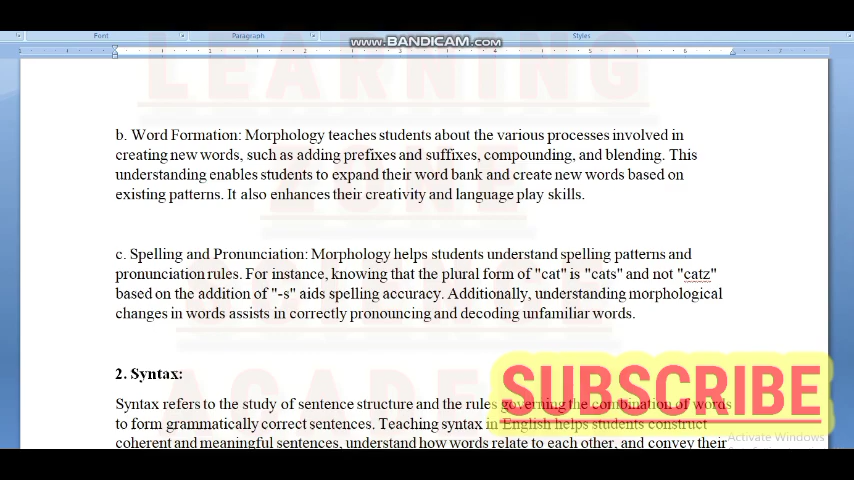 Font Paragraph Styles
www.BANDICAM.com
LEARNING
b. Word Formation: Morphology teaches students about the various processes involved in
creating new words, such as adding prefixes and suffixes, compounding, and blending. This
understanding enables students to expand their word bank and create new words based on
existing patterns. It also enhances their creativity and language play skills.
ZONE
c. Spelling and Pronunciation: Morphology helps students understand spelling patterns and
pronunciation rules. For instance, knowing that the plural form of "cat" is "cats" and not "catz"
based on the addition of "-s" aids spelling accuracy. Additionally, understanding morphological
changes in words assists in correctly pronouncing and decoding unfamiliar words.
2. Syntax:
SUBSCRIBE
Syntax refers to the study of sentence structure and the rules governing the combination of words
to form grammatically correct sentences. Teaching syntax in English helps students construct
Activate Windows
coherent and meaningful sentences, understand how words relate to each other, and convey their